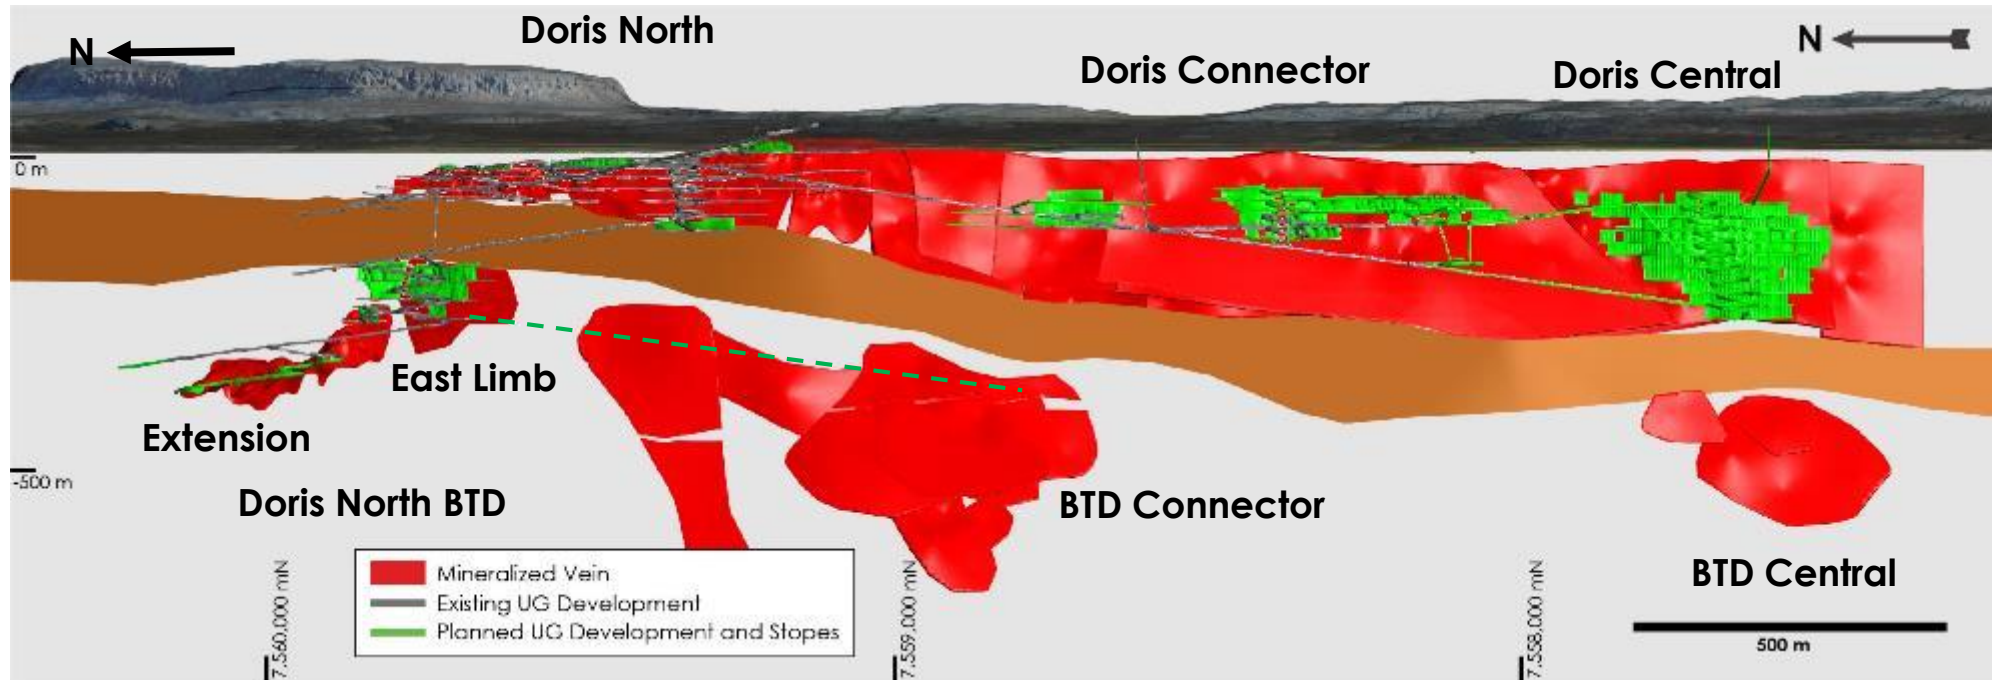 Doris North
N
N
Doris Connector
Doris Central
0 m
East Limb
Extension
-500 m
Doris North BTD
BTD Connector
BTD Central
Mineralized Vein
Existing UG Development
Planned UG Development and Stopes
7,560,000 mN
7,559,000 mN
7,558,000 mN
500 m